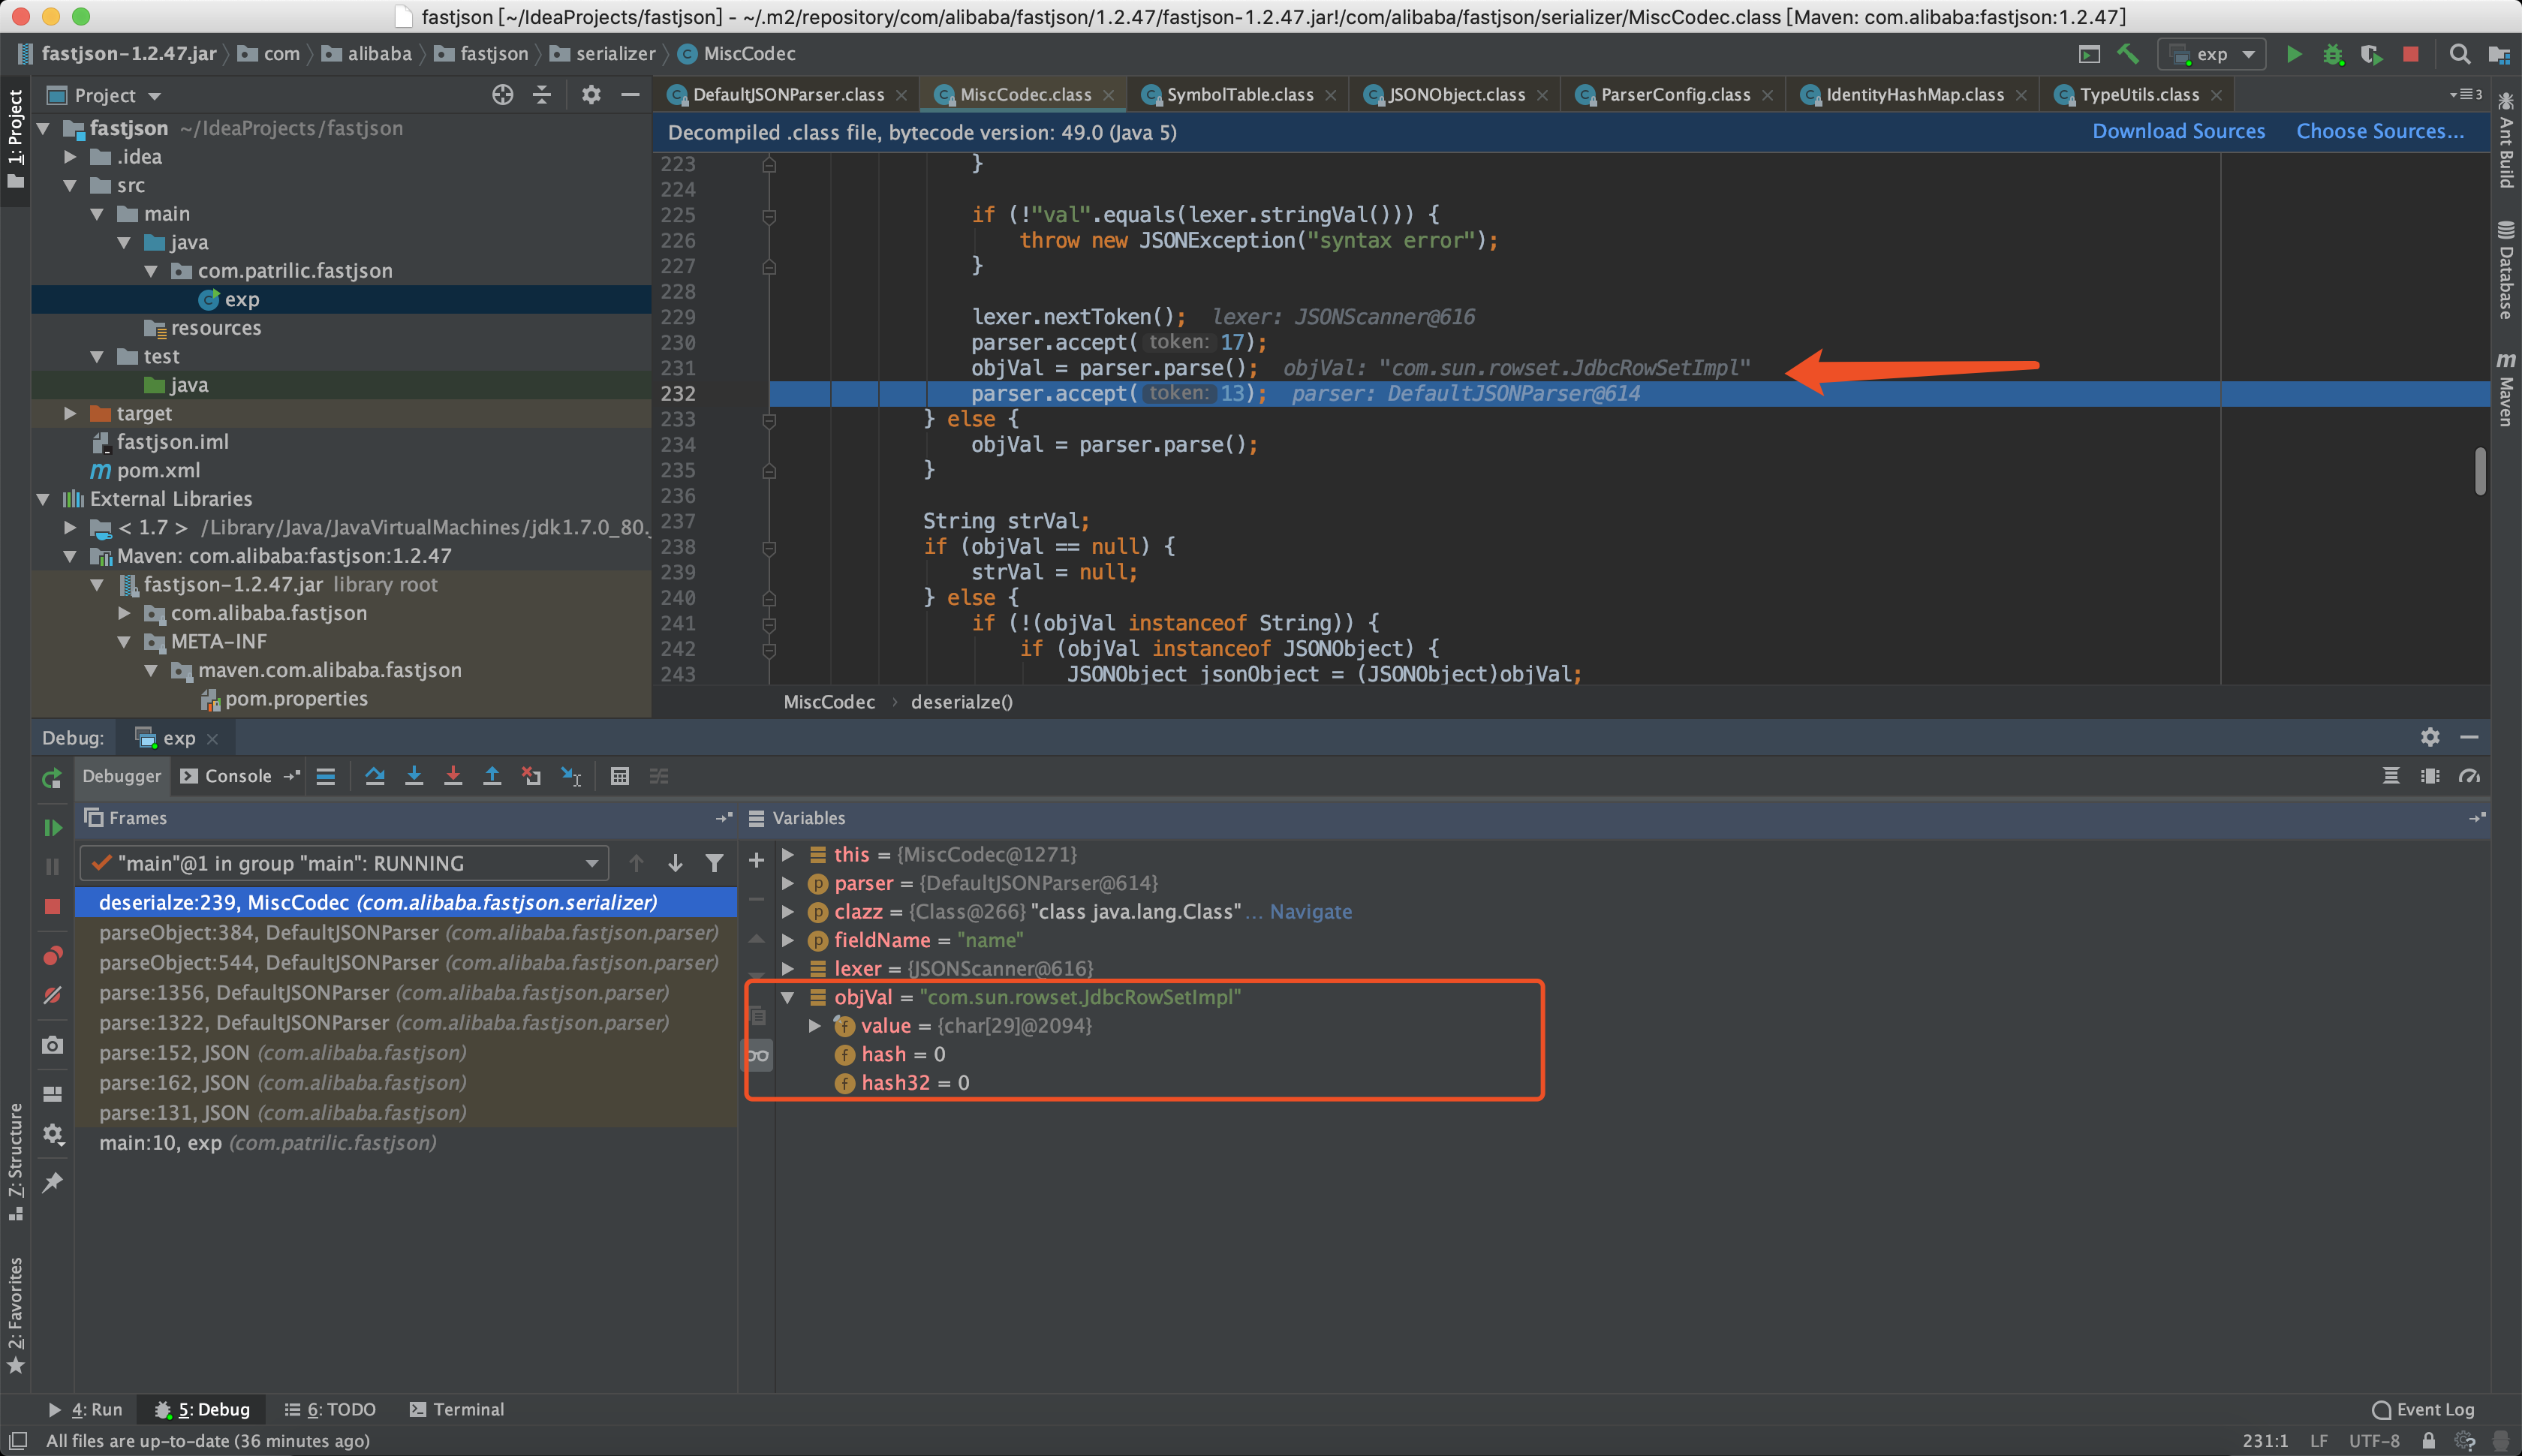 fastjson [~/IdeaProjects/fastjson] - ~/.m2/repository/com/alibaba/fastjson/1.2.47/fastjson-1.2.47.jar!/com/alibaba/fastjson/serializer/MiscCodec.class [Maven: com.alibaba:fastjson:1.2.47]
fastjson-1.2.47.jar com alibaba fastjson serializer MiscCodec exp
1: Project
Project
fastjson ~/IdeaProjects/fastjson
.idea
src
main
java
com.patrilic.fastjson
exp
resources
test
java
target
fastjson.iml
pom.xml
External Libraries
< 1.7 > /Library/Java/JavaVirtualMachines/jdk1.7.0_80.
Maven: com.alibaba:fastjson:1.2.47
fastjson-1.2.47.jar library root
com.alibaba.fastjson
META-INF
maven.com.alibaba.fastjson
pom.properties
DefaultJSONParser.class MiscCodec.class SymbolTable.class JSONObject.class ParserConfig.class IdentityHashMap.class TypeUtils.class 3
Decompiled .class file, bytecode version: 49.0 (Java 5) Download Sources Choose Sources...
223 }
224
225 if (!"val".equals(lexer.stringVal())) {
226 throw new JSONException("syntax error");
227 }
228
229 lexer.nextToken(); lexer: JSONScanner@616
230 parser.accept( token: 17);
231 objVal = parser.parse(); objVal: "com.sun.rowset.JdbcRowSetImpl"
232 parser.accept( token: 13); parser: DefaultJSONParser@614
233 } else {
234 objVal = parser.parse();
235 }
236
237 String strVal;
238 if (objVal == null) {
239 strVal = null;
240 } else {
241 if (!(objVal instanceof String)) {
242 if (objVal instanceof JSONObject) {
243 JSONObject jsonObject = (JSONObject)objVal;
MiscCodec deserialze()
Ant Build
Database
Maven
Debug: exp
Debugger Console
Frames
"main"@1 in group "main": RUNNING
deserialze:239, MiscCodec (com.alibaba.fastjson.serializer)
parseObject:384, DefaultJSONParser (com.alibaba.fastjson.parser)
parseObject:544, DefaultJSONParser (com.alibaba.fastjson.parser)
parse:1356, DefaultJSONParser (com.alibaba.fastjson.parser)
parse:1322, DefaultJSONParser (com.alibaba.fastjson.parser)
parse:152, JSON (com.alibaba.fastjson)
parse:162, JSON (com.alibaba.fastjson)
parse:131, JSON (com.alibaba.fastjson)
main:10, exp (com.patrilic.fastjson)
Variables
this = {MiscCodec@1271}
parser = {DefaultJSONParser@614}
clazz = {Class@266} "class java.lang.Class" ... Navigate
fieldName = "name"
lexer = {JSONScanner@616}
objVal = "com.sun.rowset.JdbcRowSetImpl"
value = {char[29]@2094}
hash = 0
hash32 = 0
Z: Structure
2: Favorites
4: Run 5: Debug 6: TODO Terminal Event Log
All files are up-to-date (36 minutes ago) 231:1 LF UTF-8